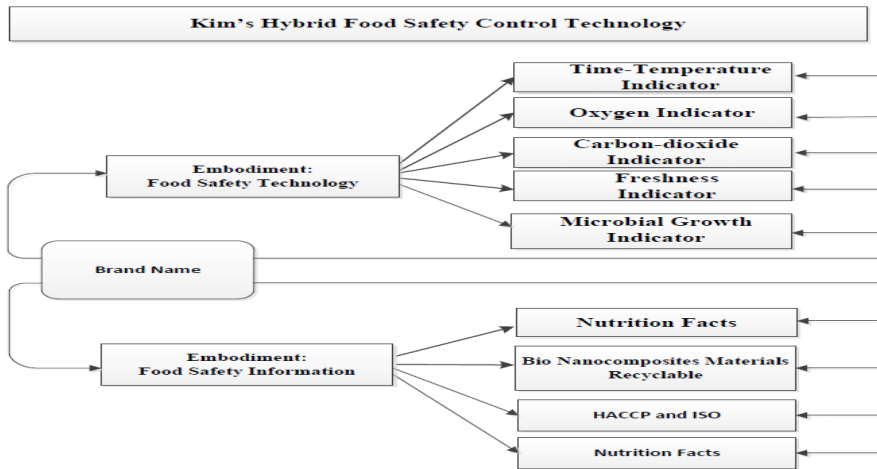 Kim's Hybrid Food Safety Control Technology
Time-Temperature
Indicator
Oxygen Indicator
Carbon-dioxide
Indicator
Embodiment:
Food Safety Technology
Freshness
Indicator
Microbial Growth
Indicator
Brand Name
Nutrition Facts
Embodiment:
Food Safety Information
Bio Nanocomposites Materials
Recyclable
HACCP and ISO
Nutrition Facts